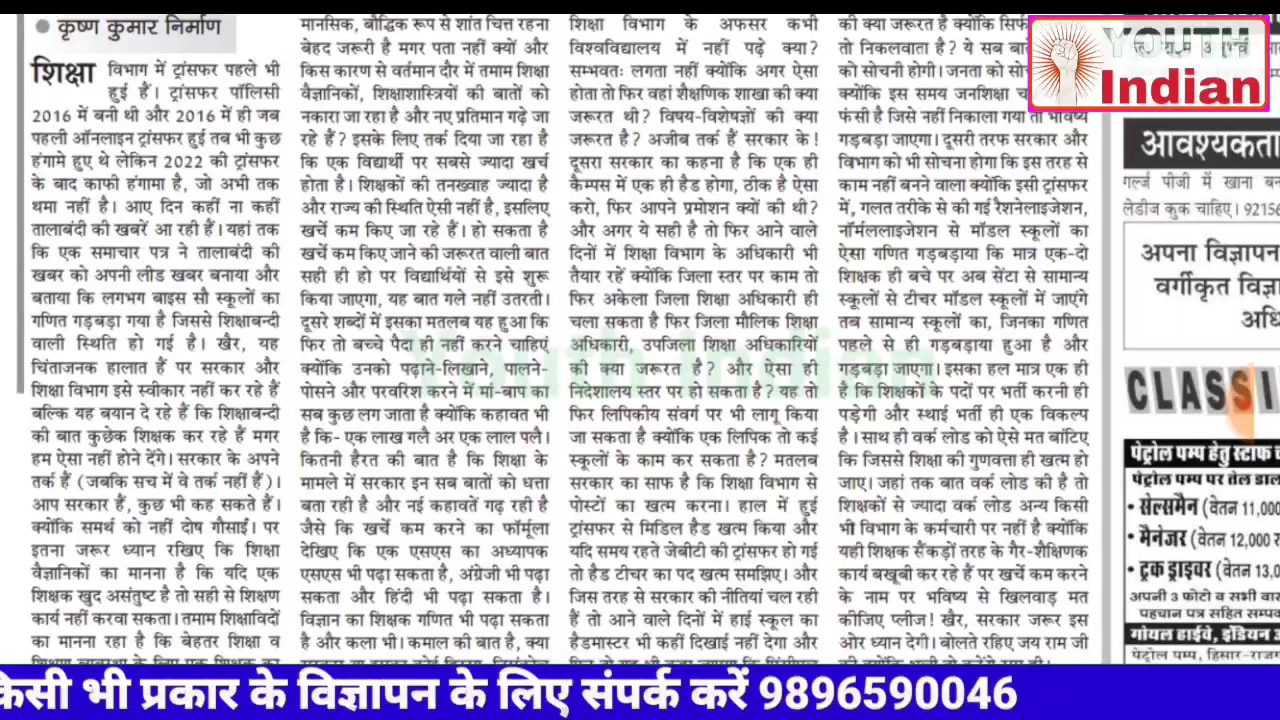 कृष्ण कुमार निर्माण
शिक्षा विभाग में ट्रांसफर पहले भी
हुई हैं। ट्रांसफर पॉलिसी
2016 में बनी थी और 2016 में ही जब
पहली ऑनलाइन ट्रांसफर हुई तब भी कुछ
हंगामे हुए थे लेकिन 2022 की ट्रांसफर
के बाद काफी हंगामा है, जो अभी तक
थमा नहीं है। आए दिन कहीं ना कहीं
तालाबंदी की खबरें आ रही हैं। यहां तक
कि एक समाचार पत्र ने तालाबंदी की
खबर को अपनी लीड खबर बनाया और
बताया कि लगभग बाइस सौ स्कूलों का
गणित गड़बड़ा गया है जिससे शिक्षाबन्दी
वाली स्थिति हो गई है। खैर, यह
चिंताजनक हालात हैं पर सरकार और
शिक्षा विभाग इसे स्वीकार नहीं कर रहे हैं
बल्कि यह बयान दे रहे हैं कि शिक्षाबन्दी
की बात कुछेक शिक्षक कर रहे हैं मगर
हम ऐसा नहीं होने देंगे। सरकार के अपने
तर्क हैं (जबकि सच में वे तर्क नहीं हैं)।
आप सरकार हैं, कुछ भी कह सकते हैं।
क्योंकि समर्थ को नहीं दोष गौसाईं। पर
इतना जरूर ध्यान रखिए कि शिक्षा
वैज्ञानिकों का मानना है कि यदि एक
शिक्षक खुद असंतुष्ट है तो सही से शिक्षण
कार्य नहीं करवा सकता। तमाम शिक्षाविदों
का मानना रहा है कि बेहतर शिक्षा व
मानसिक, बौद्धिक रूप से शांत चित्त रहना
बेहद जरूरी है मगर पता नहीं क्यों और
किस कारण से वर्तमान दौर में तमाम शिक्षा
वैज्ञानिकों, शिक्षाशास्त्रियों की बातों को
नकारा जा रहा है और नए प्रतिमान गढ़े जा
रहे हैं? इसके लिए तर्क दिया जा रहा है
कि एक विद्यार्थी पर सबसे ज्यादा खर्च
होता है। शिक्षकों की तनख्वाह ज्यादा है
और राज्य की स्थिति ऐसी नहीं है, इसलिए
खर्चे कम किए जा रहे हैं। हो सकता है
खर्चे कम किए जाने की जरूरत वाली बात
सही ही हो पर विद्यार्थियों से इसे शुरू
किया जाएगा, यह बात गले नहीं उतरती।
दूसरे शब्दों में इसका मतलब यह हुआ कि
फिर तो बच्चे पैदा ही नहीं करने चाहिएं
क्योंकि उनको पढ़ाने-लिखाने, पालने-
पोसने और परवरिश करने में मां-बाप का
सब कुछ लग जाता है क्योंकि कहावत भी
है कि- एक लाख गलै अर एक लाल पलै।
कितनी हैरत की बात है कि शिक्षा के
मामले में सरकार इन सब बातों को धत्ता
बता रही है और नई कहावतें गढ़ रही है
जैसे कि खर्चे कम करने का फॉर्मूला
देखिए कि एक एसएस का अध्यापक
एसएस भी पढ़ा सकता है, अंग्रेजी भी पढ़ा
सकता और हिंदी भी पढ़ा सकता है।
विज्ञान का शिक्षक गणित भी पढ़ा सकता
है और कला भी। कमाल की बात है, क्या
शिक्षा विभाग के अफसर कभी
विश्वविद्यालय में नहीं पढ़े क्या?
सम्भवतः लगता नहीं क्योंकि अगर ऐसा
होता तो फिर वहां शैक्षणिक शाखा की क्या
जरूरत थी? विषय-विशेषज्ञों की क्या
जरूरत है? अजीब तर्क हैं सरकार के!
दूसरा सरकार का कहना है कि एक ही
कैम्पस में एक ही हैड होगा, ठीक है ऐसा
करो, फिर आपने प्रमोशन क्यों की थी?
और अगर ये सही है तो फिर आने वाले
दिनों में शिक्षा विभाग के अधिकारी भी
तैयार रहें क्योंकि जिला स्तर पर काम तो
फिर अकेला जिला शिक्षा अधिकारी ही
चला सकता है फिर जिला मौलिक शिक्षा
अधिकारी, उपजिला शिक्षा अधिकारियों
की क्या जरूरत है? और ऐसा ही
निदेशालय स्तर पर हो सकता है? यह तो
फिर लिपिकीय संवर्ग पर भी लागू किया
जा सकता है क्योंकि एक लिपिक तो कई
स्कूलों के काम कर सकता है? मतलब
सरकार का साफ है कि शिक्षा विभाग से
पोस्टों का खत्म करना। हाल में हुई
ट्रांसफर से मिडिल हैड खत्म किया और
यदि समय रहते जेबीटी की ट्रांसफर हो गई
तो हैड टीचर का पद खत्म समझिए। और
जिस तरह से सरकार की नीतियां चल रही
हैं तो आने वाले दिनों में हाई स्कूल का
हैडमास्टर भी कहीं दिखाई नहीं देगा और
की क्या जरूरत है क्योंकि सिर्फ
तो निकलवाता है? ये सब
को सोचनी होगी। जनता को
क्योंकि इस समय जनशिक्षा
फंसी है जिसे नहीं निकाला गया तो भविष्य
गड़बड़ा जाएगा। दूसरी तरफ सरकार और
विभाग को भी सोचना होगा कि इस तरह से
काम नहीं बनने वाला क्योंकि इसी ट्रांसफर
में, गलत तरीके से की गई रैशनेलाइजेशन,
नॉर्मललाइजेशन से मॉडल स्कूलों का
ऐसा गणित गड़बड़ाया कि मात्र एक-दो
शिक्षक ही बचे पर अब सेंटा से सामान्य
स्कूलों से टीचर मॉडल स्कूलों में जाएंगे
तब सामान्य स्कूलों का, जिनका गणित
पहले से ही गड़बड़ाया हुआ है और
गड़बड़ा जाएगा। इसका हल मात्र एक ही
है कि शिक्षकों के पदों पर भर्ती करनी ही
पड़ेगी और स्थाई भर्ती ही एक विकल्प
है। साथ ही वर्क लोड को ऐसे मत बांटिए
कि जिससे शिक्षा की गुणवत्ता ही खत्म हो
जाए। जहां तक बात वर्क लोड की है तो
शिक्षकों से ज्यादा वर्क लोड अन्य किसी
भी विभाग के कर्मचारी पर नहीं है क्योंकि
यही शिक्षक सैंकड़ों तरह के गैर-शैक्षणिक
कार्य बखूबी कर रहे हैं पर खर्चे कम करने
के नाम पर भविष्य से खिलवाड़ मत
कीजिए प्लीज! खैर, सरकार जरूर इस
ओर ध्यान देगी। बोलते रहिए जय राम जी
YOUTH
Indian
आवश्यकता
गर्ल्ज पीजी में खाना
लेडीज कुक चाहिए।
अपना विज्ञापन
वर्गीकृत
CLASSI
पेट्रोल पम्प हेतु स्टाफ
पेट्रोल पम्प पर तेल
• सेल्समैन (वेतन 11,000
• मैनेजर (वेतन 12,000
• ट्रक ड्राइवर (वेतन
अपनी 3 फोटो व सभी
पहचान पत्र सहित
गोयल हाईवे, इंडियन
पेट्रोल पम्प,
Youth Indian
किसी भी प्रकार के विज्ञापन के लिए संपर्क करें 9896590046